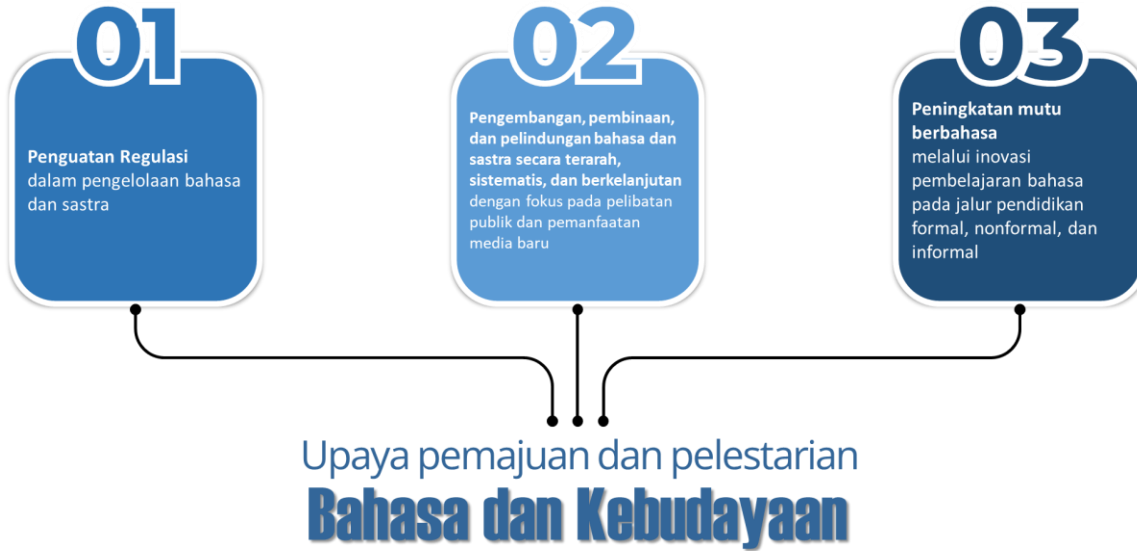 01
Penguatan Regulasi
dalam pengelolaan bahasa
dan sastra
02
Pengembangan, pembinaan,
dan pelindungan bahasa dan
sastra secara terarah,
sistematis, dan berkelanjutan
dengan fokus pada pelibatan
publik dan pemanfaatan
media baru
03
Peningkatan mutu
berbahasa
melalui inovasi
pembelajaran bahasa
pada jalur pendidikan
formal, nonformal, dan
informal
Upaya pemajuan dan pelestarian
Bahasa dan Kebudayaan